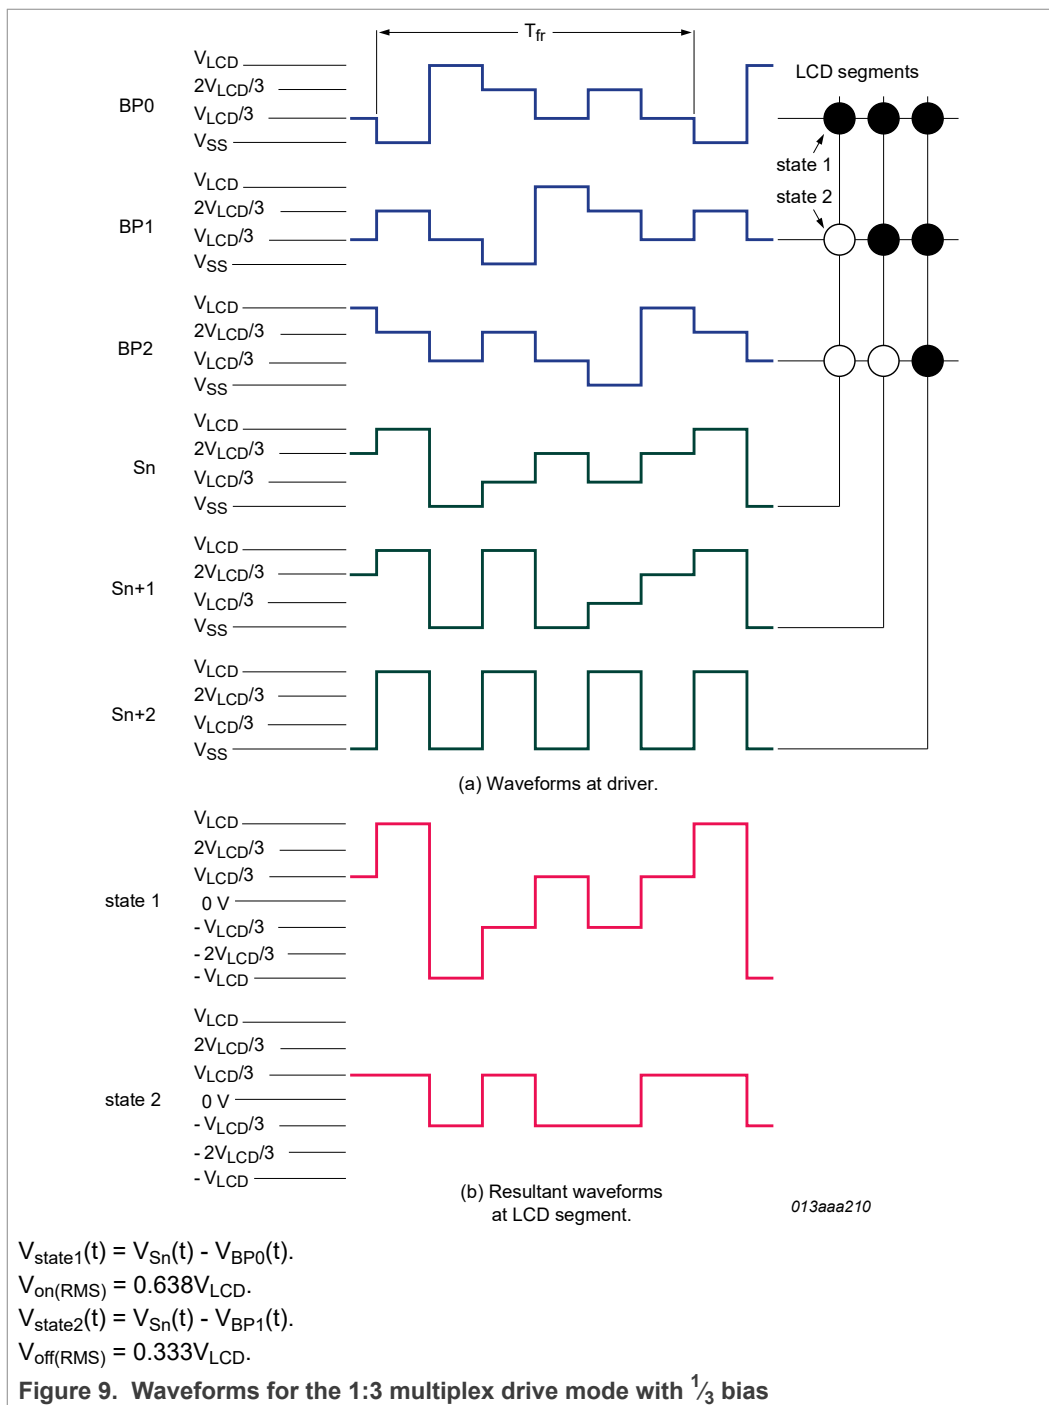 Tfr
VLCD
2VLCD/3
BP0
VLCD/3
VSS
LCD segments
state 1
VLCD
2VLCD/3
BP1
VLCD/3
VSS
state 2
VLCD
2VLCD/3
BP2
VLCD/3
VSS
VLCD
2VLCD/3
Sn
VLCD/3
VSS
VLCD
2VLCD/3
Sn+1
VLCD/3
VSS
VLCD
2VLCD/3
Sn+2
VLCD/3
VSS
(a) Waveforms at driver.
VLCD
2VLCD/3
VLCD/3
state 1
0 V
- VLCD/3
- 2VLCD/3
- VLCD
VLCD
2VLCD/3
VLCD/3
state 2
0 V
- VLCD/3
- 2VLCD/3
- VLCD
(b) Resultant waveforms
at LCD segment.
013aaa210
Vstate1(t) = VSn(t) - VBP0(t).
Von(RMS) = 0.638VLCD.
Vstate2(t) = VSn(t) - VBP1(t).
Voff(RMS) = 0.333VLCD.
Figure 9. Waveforms for the 1:3 multiplex drive mode with 1/3 bias